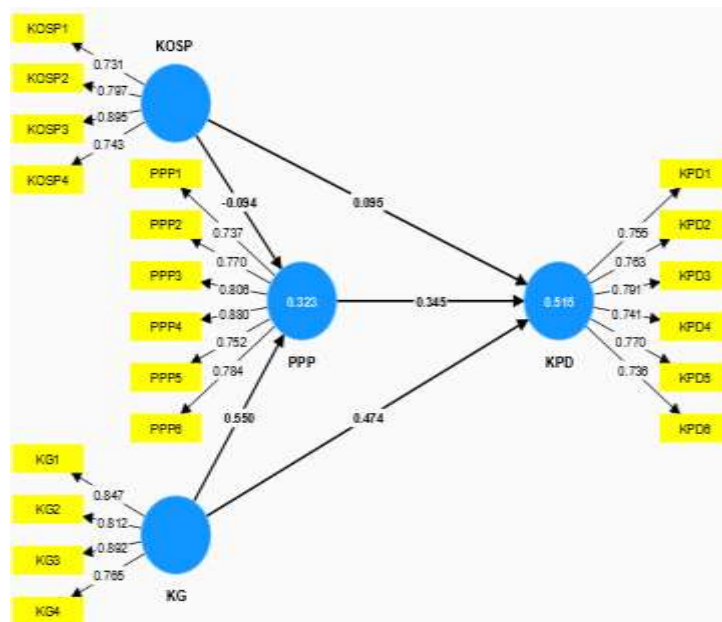 KOSP1
KOSP2
KOSP3
KOSP4
0.731
0.797
0.895
0.743
KOSP
PPP1
PPP2
PPP3
PPP4
PPP5
PPP6
0.737
0.770
0.806
0.880
0.752
0.784
-0.094
0.095
0.323
PPP
0.345
0.550
0.474
0.515
KPD
KPD1
KPD2
KPD3
KPD4
KPD5
KPD6
0.755
0.763
0.791
0.741
0.770
0.736
KG1
KG2
KG3
KG4
0.847
0.812
0.892
0.765
KG